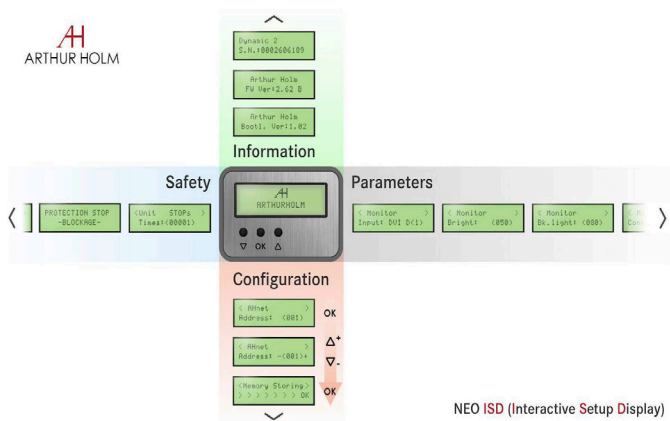 AH
ARTHUR HOLM
Dynamic 2
S.N.:0002606109
Arthur Holm
FW Ver:2.62 B
Arthur Holm
Bootl. Ver:1.02
Information
Safety
Parameters
PROTECTION STOP
-BLOCKAGE-
<Unit STOPs >
Times:(00001)
AH
ARTHURHOLM
OK
< Monitor >
Input: DVI D(1)
< Monitor >
Bright: (050)
< Monitor >
Bk.light: (080)
Configuration
< AHnet >
Address: (001)
OK
< AHnet >
Address: -(001)+
+
-
<Memory Storing>
> > > > > > > OK
OK
NEO ISD (Interactive Setup Display)